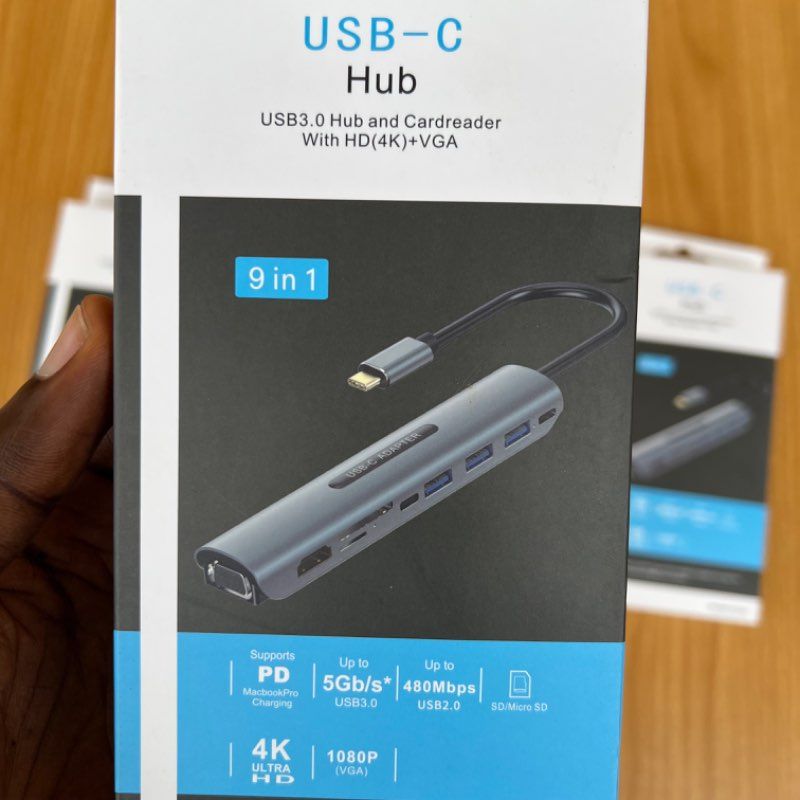 USB-C
Hub
USB3.0 Hub and Cardreader
With HD(4K)+VGA
9 in 1
USB-C ADAPTER
Supports
PD
MacbookPro
Charging
Up to
5Gb/s*
USB3.0
Up to
480Mbps
USB2.0
SD/Micro SD
4K
ULTRA
HD
1080P
(VGA)
USB-C
Hub